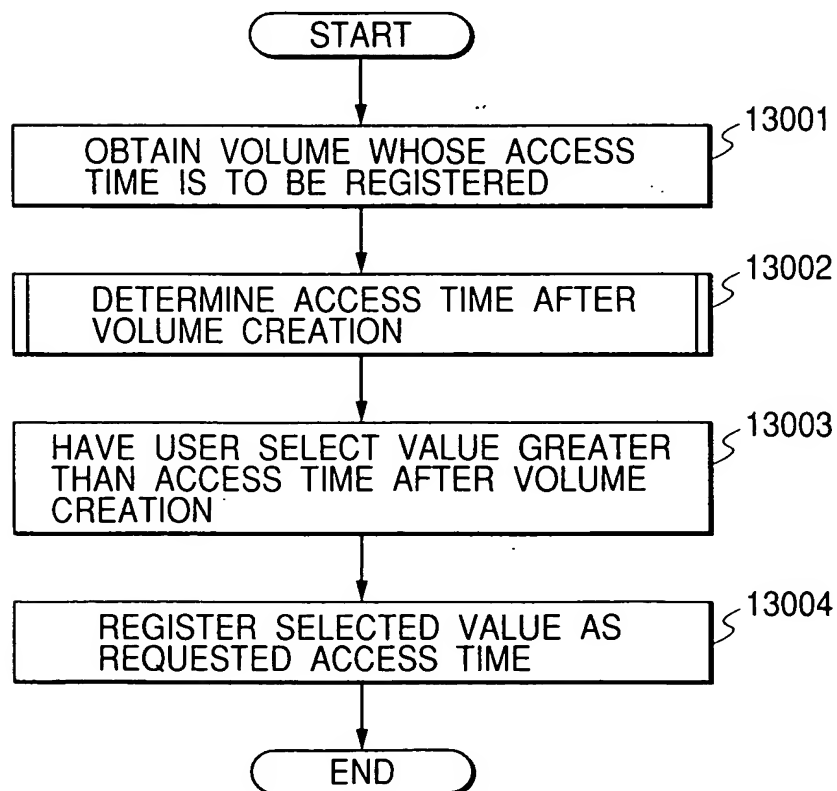 START
13001
OBTAIN VOLUME WHOSE ACCESS
TIME IS TO BE REGISTERED
13002
DETERMINE ACCESS TIME AFTER
VOLUME CREATION
13003
HAVE USER SELECT VALUE GREATER
THAN ACCESS TIME AFTER VOLUME
CREATION
13004
REGISTER SELECTED VALUE AS
REQUESTED ACCESS TIME
END